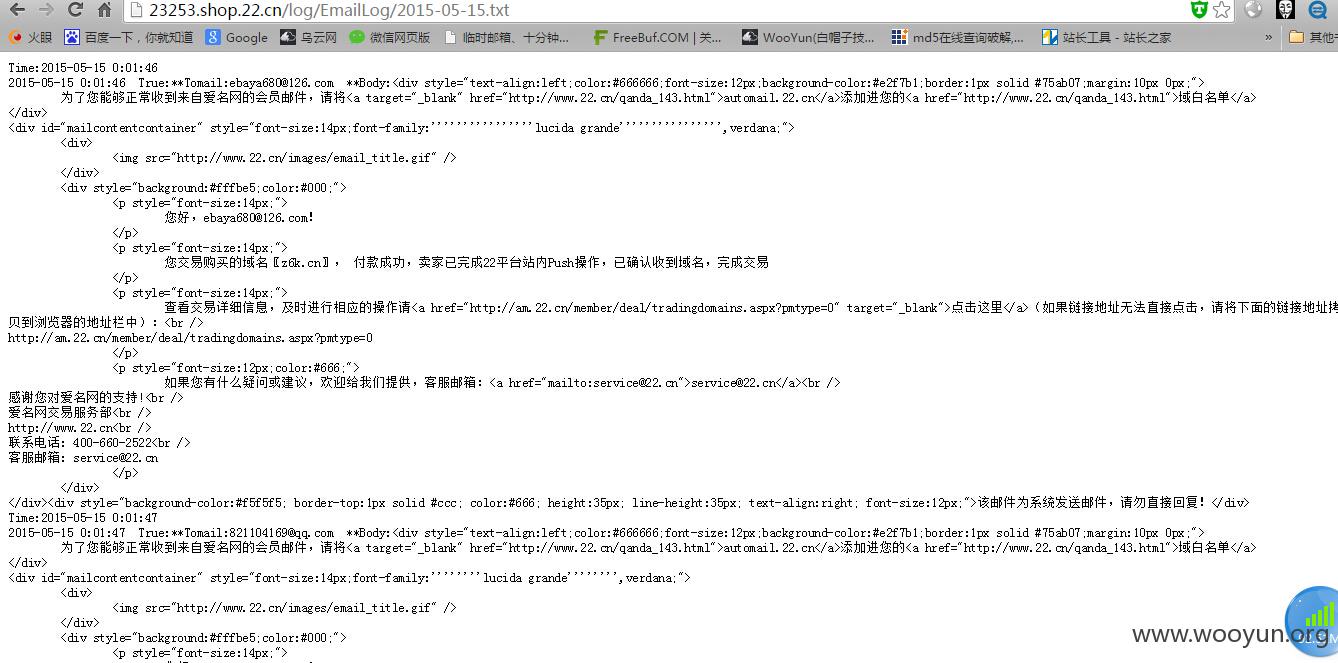 23253.shop.22.cn/log/EmailLog/2015-05-15.txt
火眼 百度一下，你就知道 Google 乌云网 微信网页版 临时邮箱、十分钟... FreeBuf.COM | 关... WooYun(白帽子技... md5在线查询破解,... 站长工具 - 站长之家 » 其他书
Time:2015-05-15 0:01:46
2015-05-15 0:01:46 True:**Tomail:ebaya680@126.com **Body:<div style="text-align:left;color:#666666;font-size:12px;background-color:#e2f7b1;border:1px solid #75ab07;margin:10px 0px;">
为了您能够正常收到来自爱名网的会员邮件，请将<a target="_blank" href="http://www.22.cn/qanda_143.html">automail.22.cn</a>添加进您的<a href="http://www.22.cn/qanda_143.html">域白名单</a>
</div>
<div id="mailcontentcontainer" style="font-size:14px;font-family:''''''''''''''''lucida grande'''''''''''''''',verdana;">
<div>
<img src="http://www.22.cn/images/email_title.gif" />
</div>
<div style="background:#fffbe5;color:#000;">
<p style="font-size:14px;">
您好，ebaya680@126.com!
</p>
<p style="font-size:14px;">
您交易购买的域名〖z6k.cn〗， 付款成功，卖家已完成22平台站内Push操作，已确认收到域名，完成交易
</p>
<p style="font-size:14px;">
查看交易详细信息，及时进行相应的操作请<a href="http://am.22.cn/member/deal/tradingdomains.aspx?pmtype=0" target="_blank">点击这里</a>（如果链接地址无法直接点击，请将下面的链接地址拷
贝到浏览器的地址栏中）：<br />
http://am.22.cn/member/deal/tradingdomains.aspx?pmtype=0
</p>
<p style="font-size:12px;color:#666;">
如果您有什么疑问或建议，欢迎给我们提供，客服邮箱：<a href="mailto:service@22.cn">service@22.cn</a><br />
感谢您对爱名网的支持!<br />
爱名网交易服务部<br />
http://www.22.cn<br />
联系电话：400-660-2522<br />
客服邮箱：service@22.cn
</p>
</div>
</div><div style="background-color:#f5f5f5; border-top:1px solid #ccc; color:#666; height:35px; line-height:35px; text-align:right; font-size:12px;">该邮件为系统发送邮件，请勿直接回复！</div>
Time:2015-05-15 0:01:47
2015-05-15 0:01:47 True:**Tomail:821104169@qq.com **Body:<div style="text-align:left;color:#666666;font-size:12px;background-color:#e2f7b1;border:1px solid #75ab07;margin:10px 0px;">
为了您能够正常收到来自爱名网的会员邮件，请将<a target="_blank" href="http://www.22.cn/qanda_143.html">automail.22.cn</a>添加进您的<a href="http://www.22.cn/qanda_143.html">域白名单</a>
</div>
<div id="mailcontentcontainer" style="font-size:14px;font-family:''''''''lucida grande'''''''',verdana;">
<div>
<img src="http://www.22.cn/images/email_title.gif" />
</div>
<div style="background:#fffbe5;color:#000;">
<p style="font-size:14px;">
www.wooyun.org